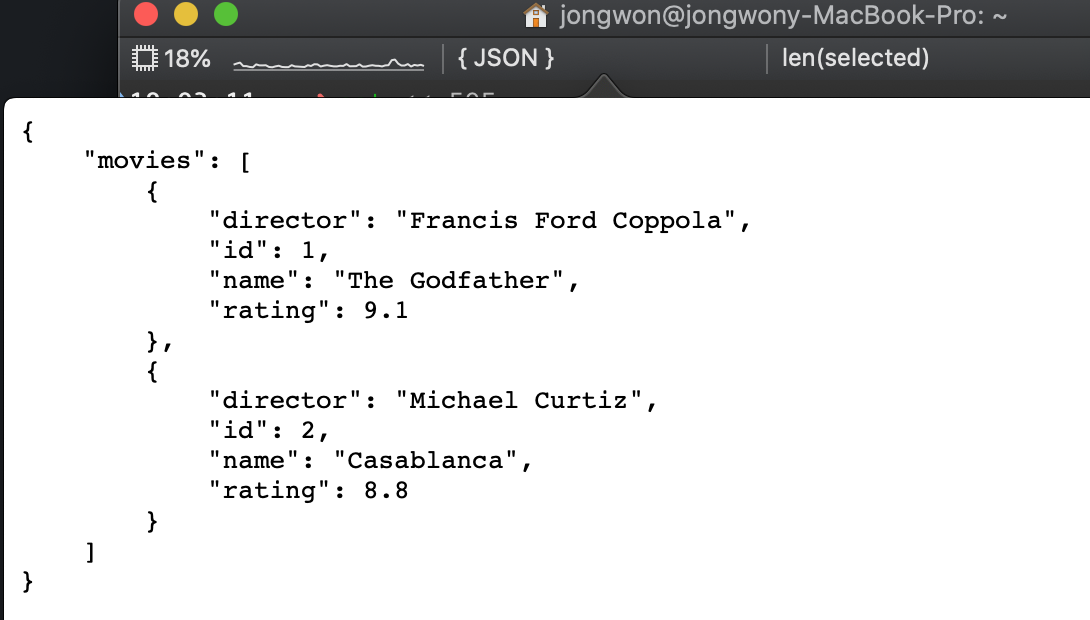 jongwon@jongwony-MacBook-Pro: ~
18% { JSON } len(selected)
{
"movies": [
{
"director": "Francis Ford Coppola",
"id": 1,
"name": "The Godfather",
"rating": 9.1
},
{
"director": "Michael Curtiz",
"id": 2,
"name": "Casablanca",
"rating": 8.8
}
]
}